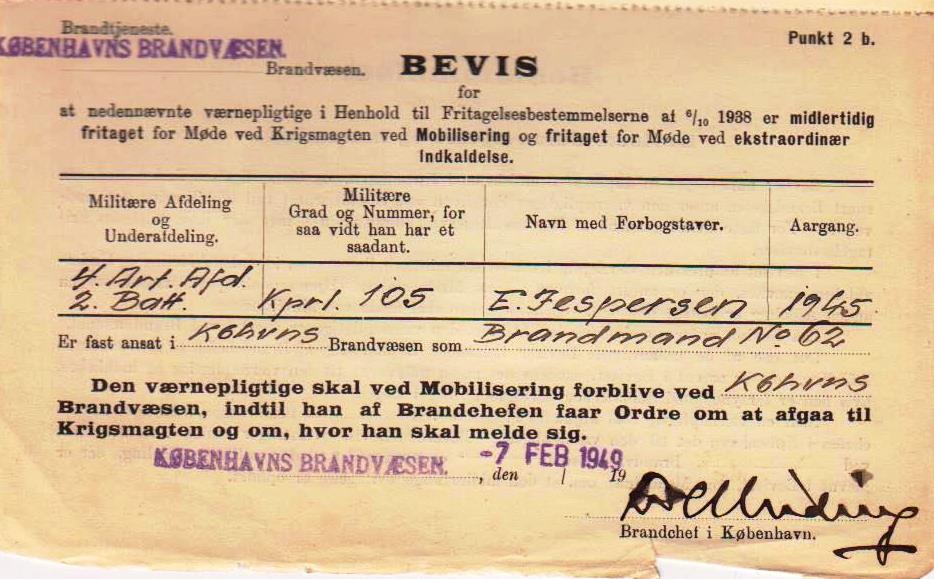 Brandtjeneste.
KØBENHAVNS BRANDVÆSEN.
Punkt 2 b.
Brandvæsen. BEVIS
for
at nedennævnte værnepligtige i Henhold til Fritagelsesbestemmelserne af 6/10 1938 er midlertidig
fritaget for Møde ved Krigsmagten ved Mobilisering og fritaget for Møde ved ekstraordinær
Indkaldelse.
Militære Afdeling
og
Underafdeling.
Militære
Grad og Nummer, for
saa vidt han har et
saadant.
Navn med Forbogstaver.
Aargang.
4. Art. Afd.
2. Batt.
Kprl. 105
E. Jespersen
1945
Er fast ansat i Kbhvns Brandvæsen som Brandmand No 62
Den værnepligtige skal ved Mobilisering forblive ved Kbhvns
Brandvæsen, indtil han af Brandchefen faar Ordre om at afgaa til
Krigsmagten og om, hvor han skal melde sig.
KØBENHAVNS BRANDVÆSEN. -7 FEB 1949
, den / 19
Brandchef i København.